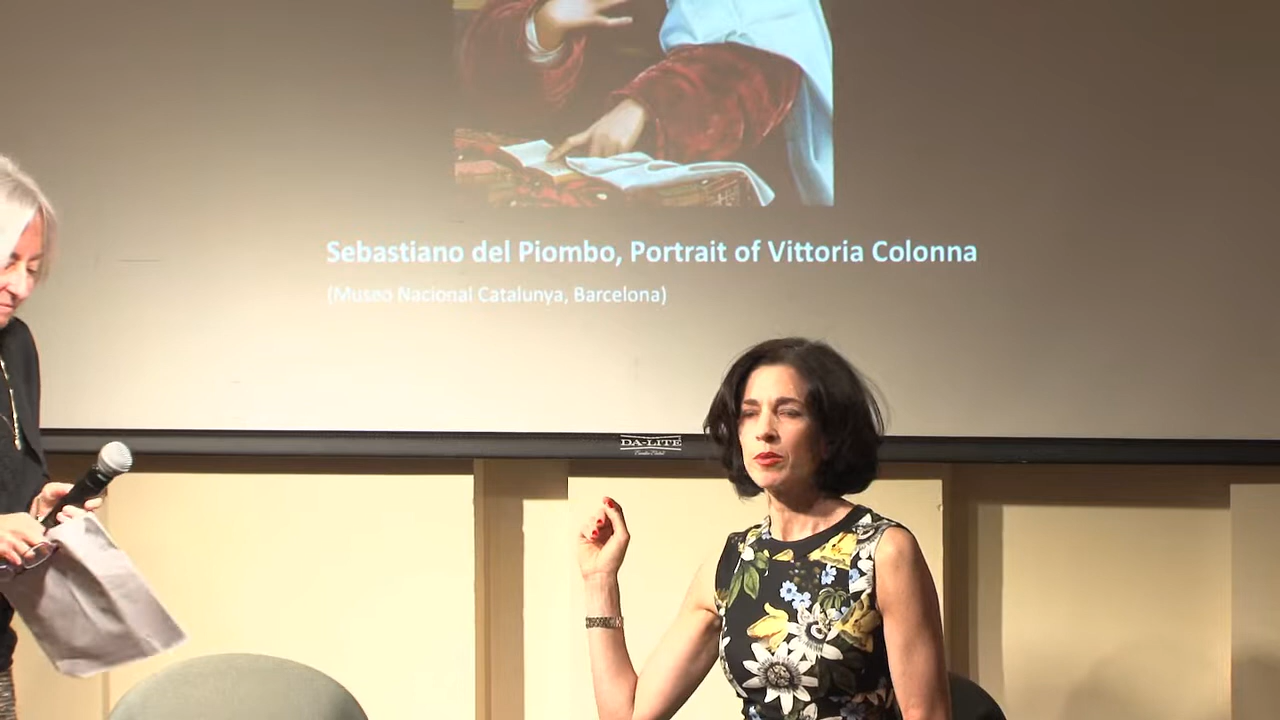 Sebastiano del Piombo, Portrait of Vittoria Colonna
(Museo Nacional Catalunya, Barcelona)
DA-LITE